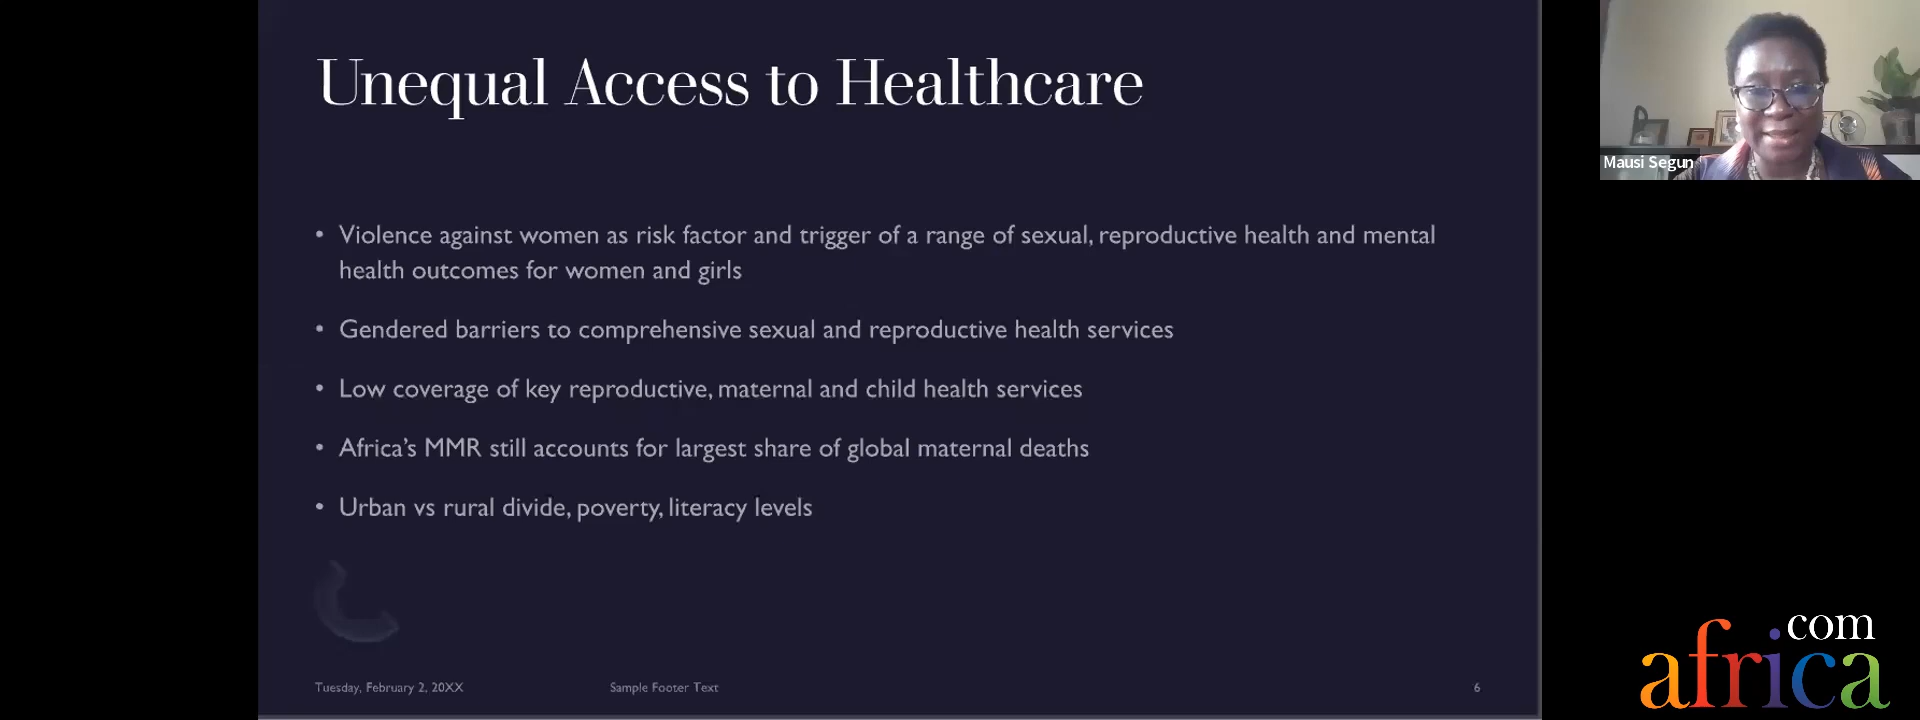 Unequal Access to Healthcare
• Violence against women as risk factor and trigger of a range of sexual, reproductive health and mental
health outcomes for women and girls
• Gendered barriers to comprehensive sexual and reproductive health services
• Low coverage of key reproductive, maternal and child health services
• Africa's MMR still accounts for largest share of global maternal deaths
• Urban vs rural divide, poverty, literacy levels
Tuesday, February 2, 20XX
Sample Footer Text
6
Mausi Segun
com
africa